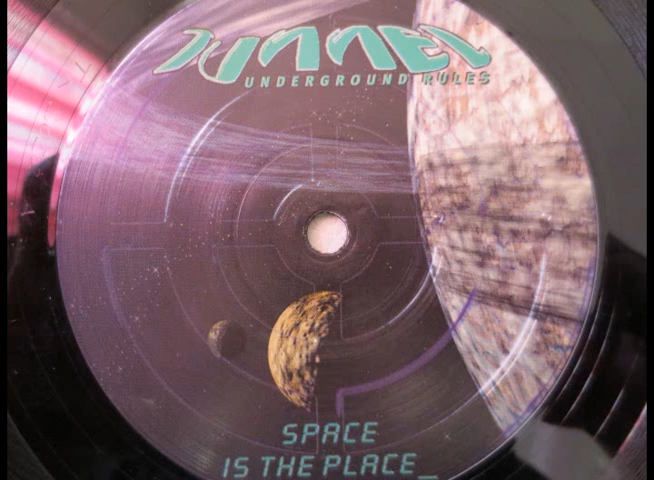 TUNNEL
UNDERGROUND RULES
SPACE
IS THE PLACE_